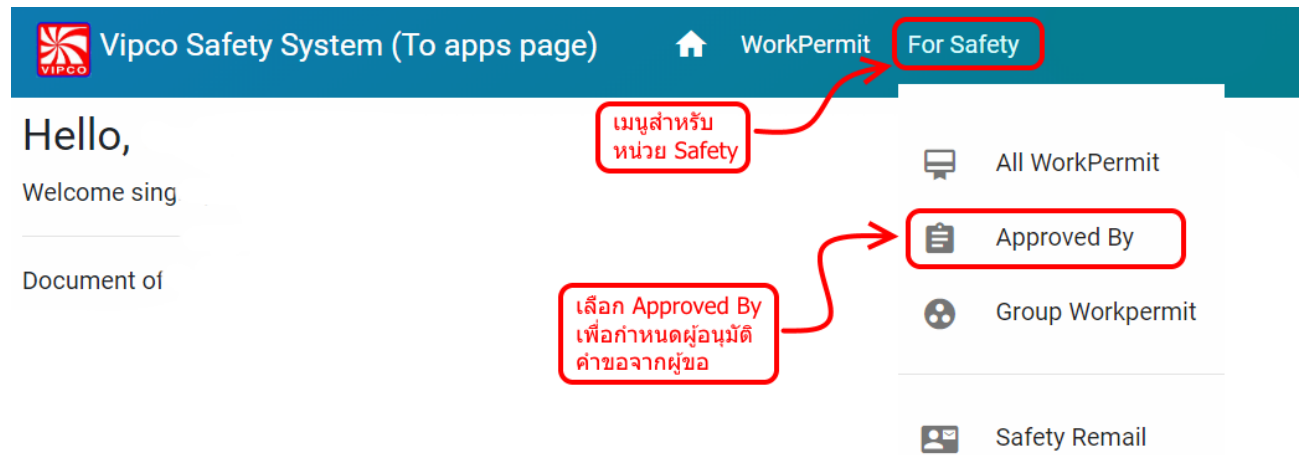 VIPCO
Vipco Safety System (To apps page)
WorkPermit
For Safety
เมนูสำหรับ
หน่วย Safety
Hello,
Welcome sing
Document of
All WorkPermit
Approved By
Group Workpermit
Safety Remail
เลือก Approved By
เพื่อกำหนดผู้อนุมัติ
คำขอจากผู้ขอ